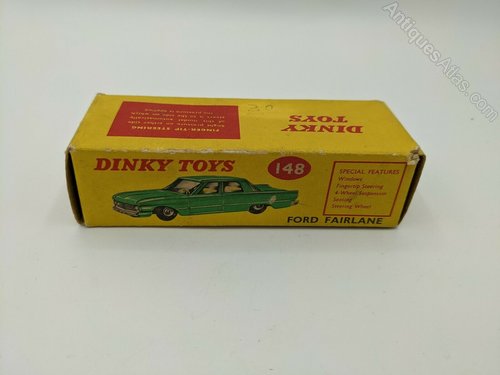 AntiquesAtlas.com
20
DINKY
TOYS
FINGER-TIP STEERING
DINKY TOYS
148
SPECIAL FEATURES
Windows
Fingertip Steering
4-Wheel Suspension
Seating
Steering Wheel
FORD FAIRLANE